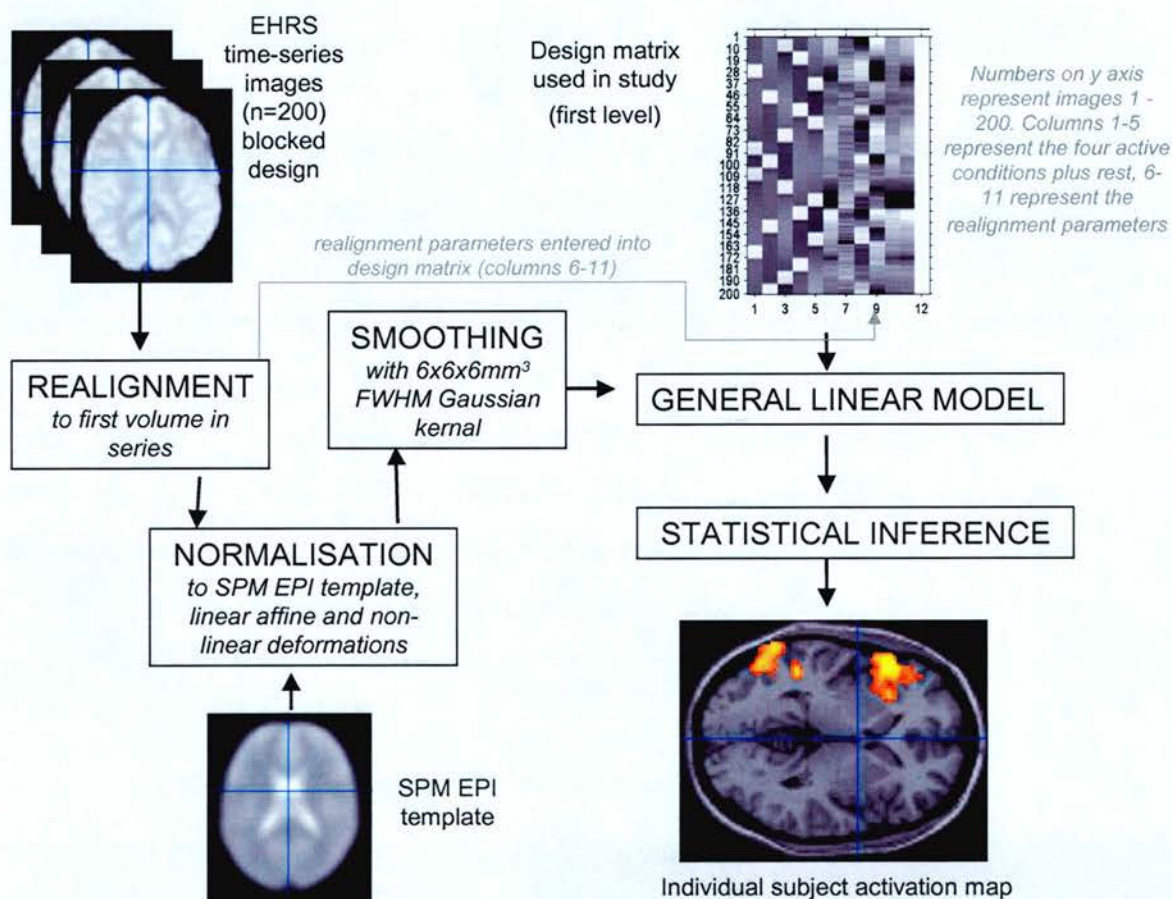 EHRS
time-series
images
(n=200)
blocked
design
Design matrix
used in study
(first level)
1
10
19
28
37
46
55
64
73
82
91
100
109
118
127
136
145
154
163
172
181
190
200
1 3 5 7 9 12
Numbers on y axis
represent images 1 -
200. Columns 1-5
represent the four active
conditions plus rest, 6-
11 represent the
realignment parameters
realignment parameters entered into
design matrix (columns 6-11)
REALIGNMENT
to first volume in
series
SMOOTHING
with 6x6x6mm³
FWHM Gaussian
kernal
GENERAL LINEAR MODEL
NORMALISATION
to SPM EPI template,
linear affine and non-
linear deformations
STATISTICAL INFERENCE
SPM EPI
template
Individual subject activation map